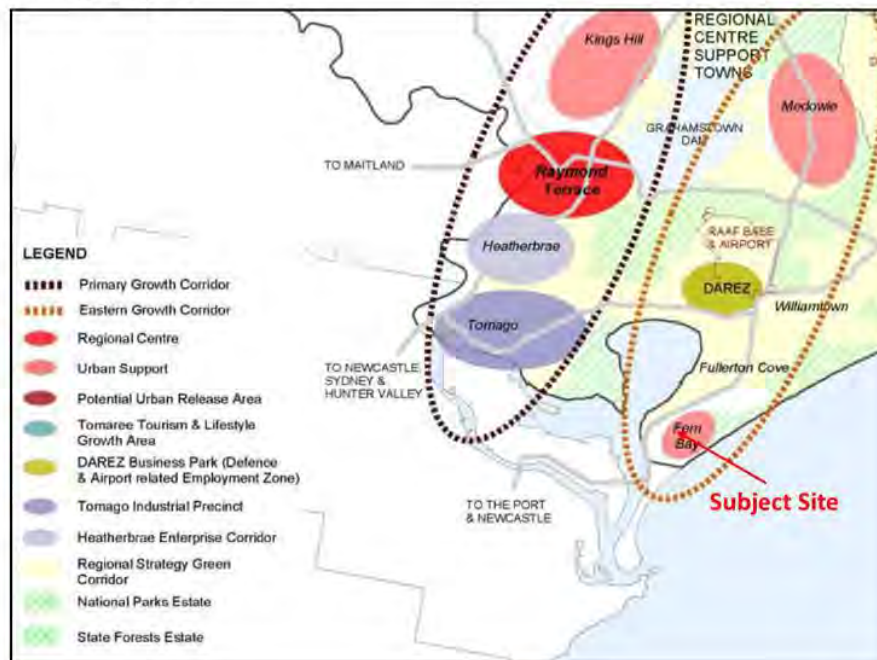 REGIONAL
CENTRE
SUPPORT
TOWNS
Kings Hill
Medowie
GRAHAMSTOWN
DAM
TO MAITLAND
Raymond
Terrace
Heatherbrae
RAAF BASE
& AIRPORT
DAREZ
Williamtown
Tomago
TO NEWCASTLE,
SYDNEY &
HUNTER VALLEY
Fullerton Cove
Fern
Bay
TO THE PORT
& NEWCASTLE
Subject Site
LEGEND
Primary Growth Corridor
Eastern Growth Corridor
Regional Centre
Urban Support
Potential Urban Release Area
Tomaree Tourism & Lifestyle
Growth Area
DAREZ Business Park (Defence
& Airport related Employment Zone)
Tomago Industrial Precinct
Heatherbrae Enterprise Corridor
Regional Strategy Green
Corridor
National Parks Estate
State Forests Estate